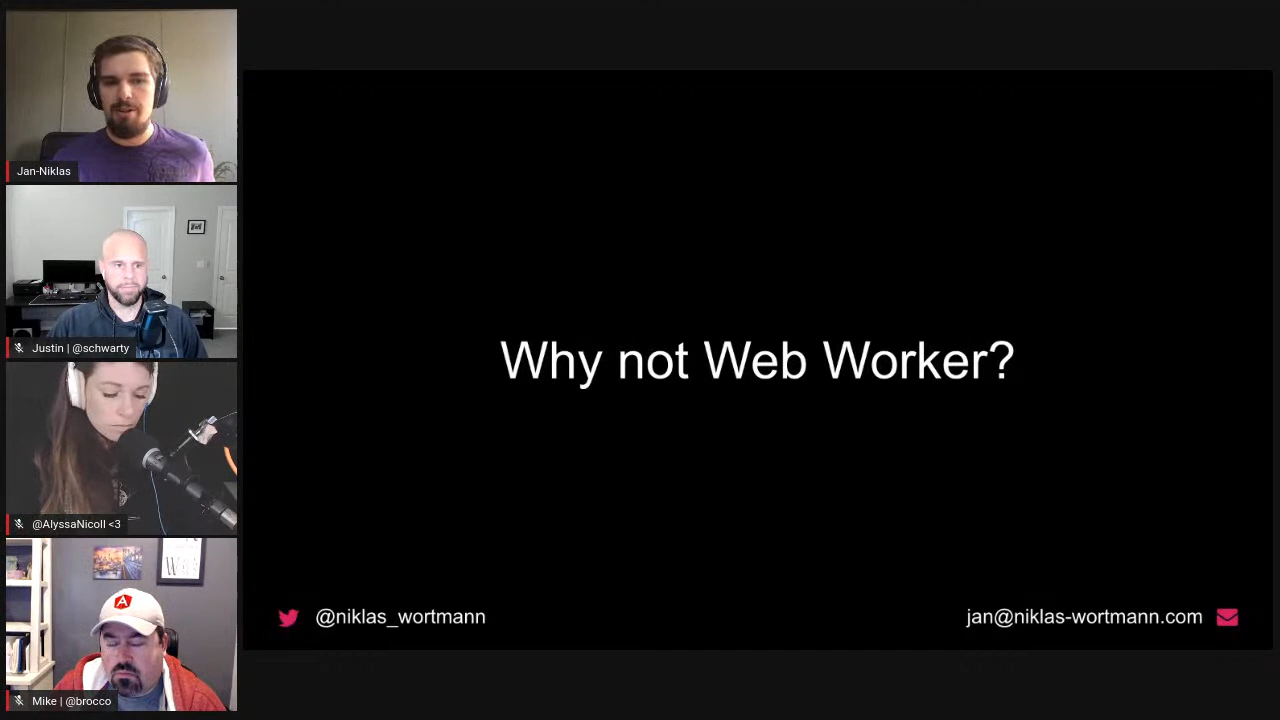 Jan-Niklas
Justin | @schwarty
@AlyssaNicoll <3
Mike | @brocco
Why not Web Worker?
@niklas_wortmann
jan@niklas-wortmann.com